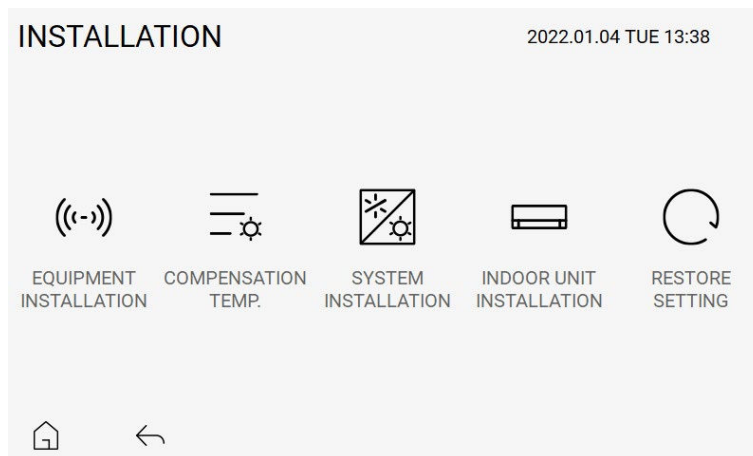 INSTALLATION
2022.01.04 TUE 13:38
EQUIPMENT
INSTALLATION
COMPENSATION
TEMP.
SYSTEM
INSTALLATION
INDOOR UNIT
INSTALLATION
RESTORE
SETTING